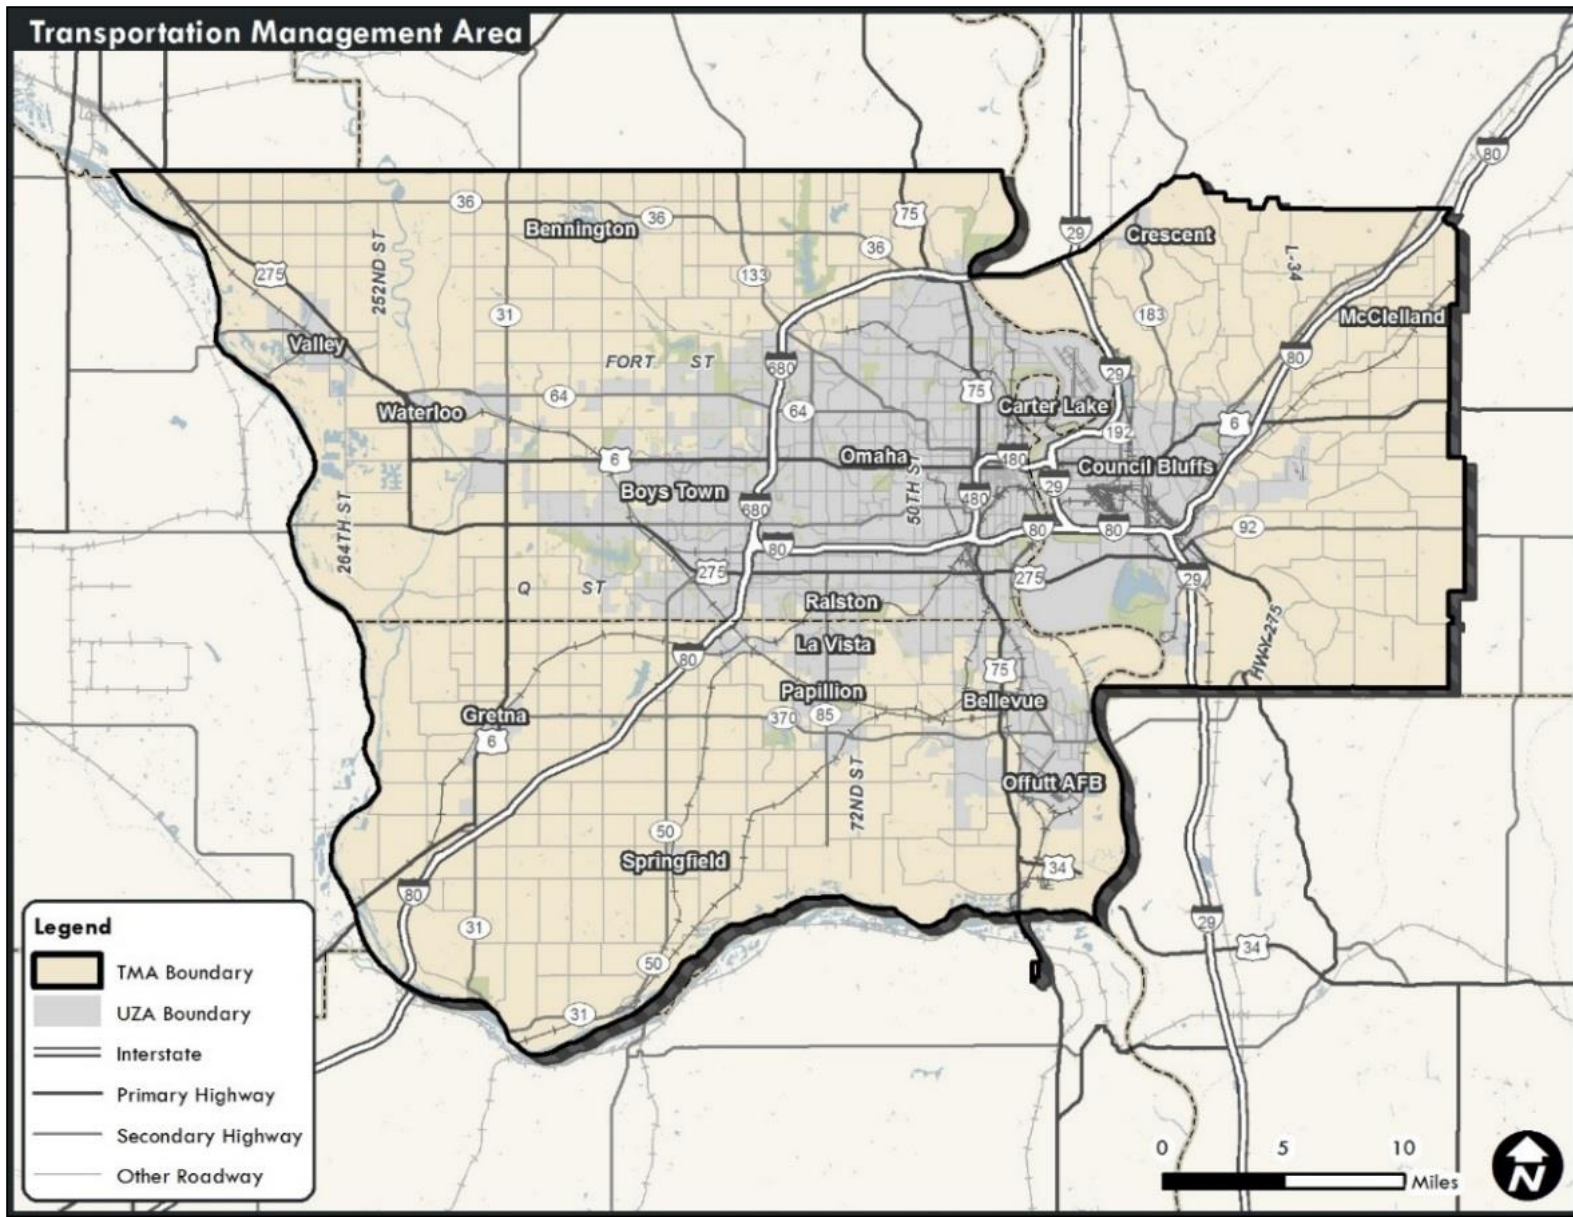 Transportation Management Area
80
36
36
75
29
Bennington
Crescent
36
L-34
275
252ND ST
133
31
183
McClelland
Valley
FORT ST
680
29
80
75
64
64
Carter Lake
Waterloo
192
6
6
Omaha
480
Council Bluffs
Boys Town
50TH ST
480
29
680
264TH ST
80
80
80
92
275
275
29
Q ST
Ralston
HWY-275
La Vista
80
75
Papillion
Bellevue
Gretna
370
85
6
Offutt AFB
72ND ST
50
Springfield
34
80
31
29
34
50
31
Legend
TMA Boundary
UZA Boundary
Interstate
Primary Highway
Secondary Highway
Other Roadway
0 5 10
Miles
N